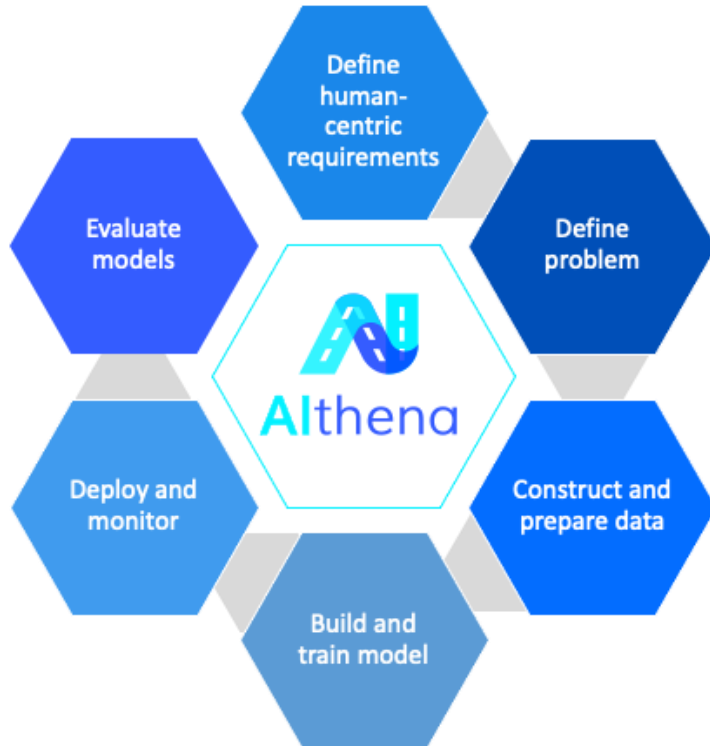 Define
human-
centric
requirements
Define
problem
Construct and
prepare data
Build and
train model
Deploy and
monitor
Evaluate
models
AIthena